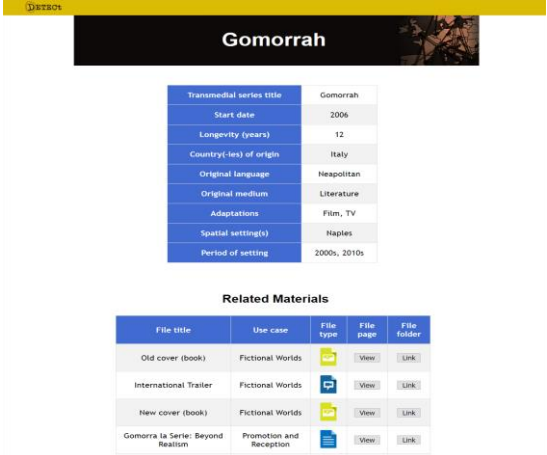 DETECt
Gomorrah
Transmedial series title Gomorrah
Start date 2006
Longevity (years) 12
Country(-ies) of origin Italy
Original language Neapolitan
Original medium Literature
Adaptations Film, TV
Spatial setting(s) Naples
Period of setting 2000s, 2010s
Related Materials
File title Use case File type File page File folder
Old cover (book) Fictional Worlds View Link
International Trailer Fictional Worlds View Link
New cover (book) Fictional Worlds View Link
Gomorra la Serie: Beyond Realism Promotion and Reception View Link